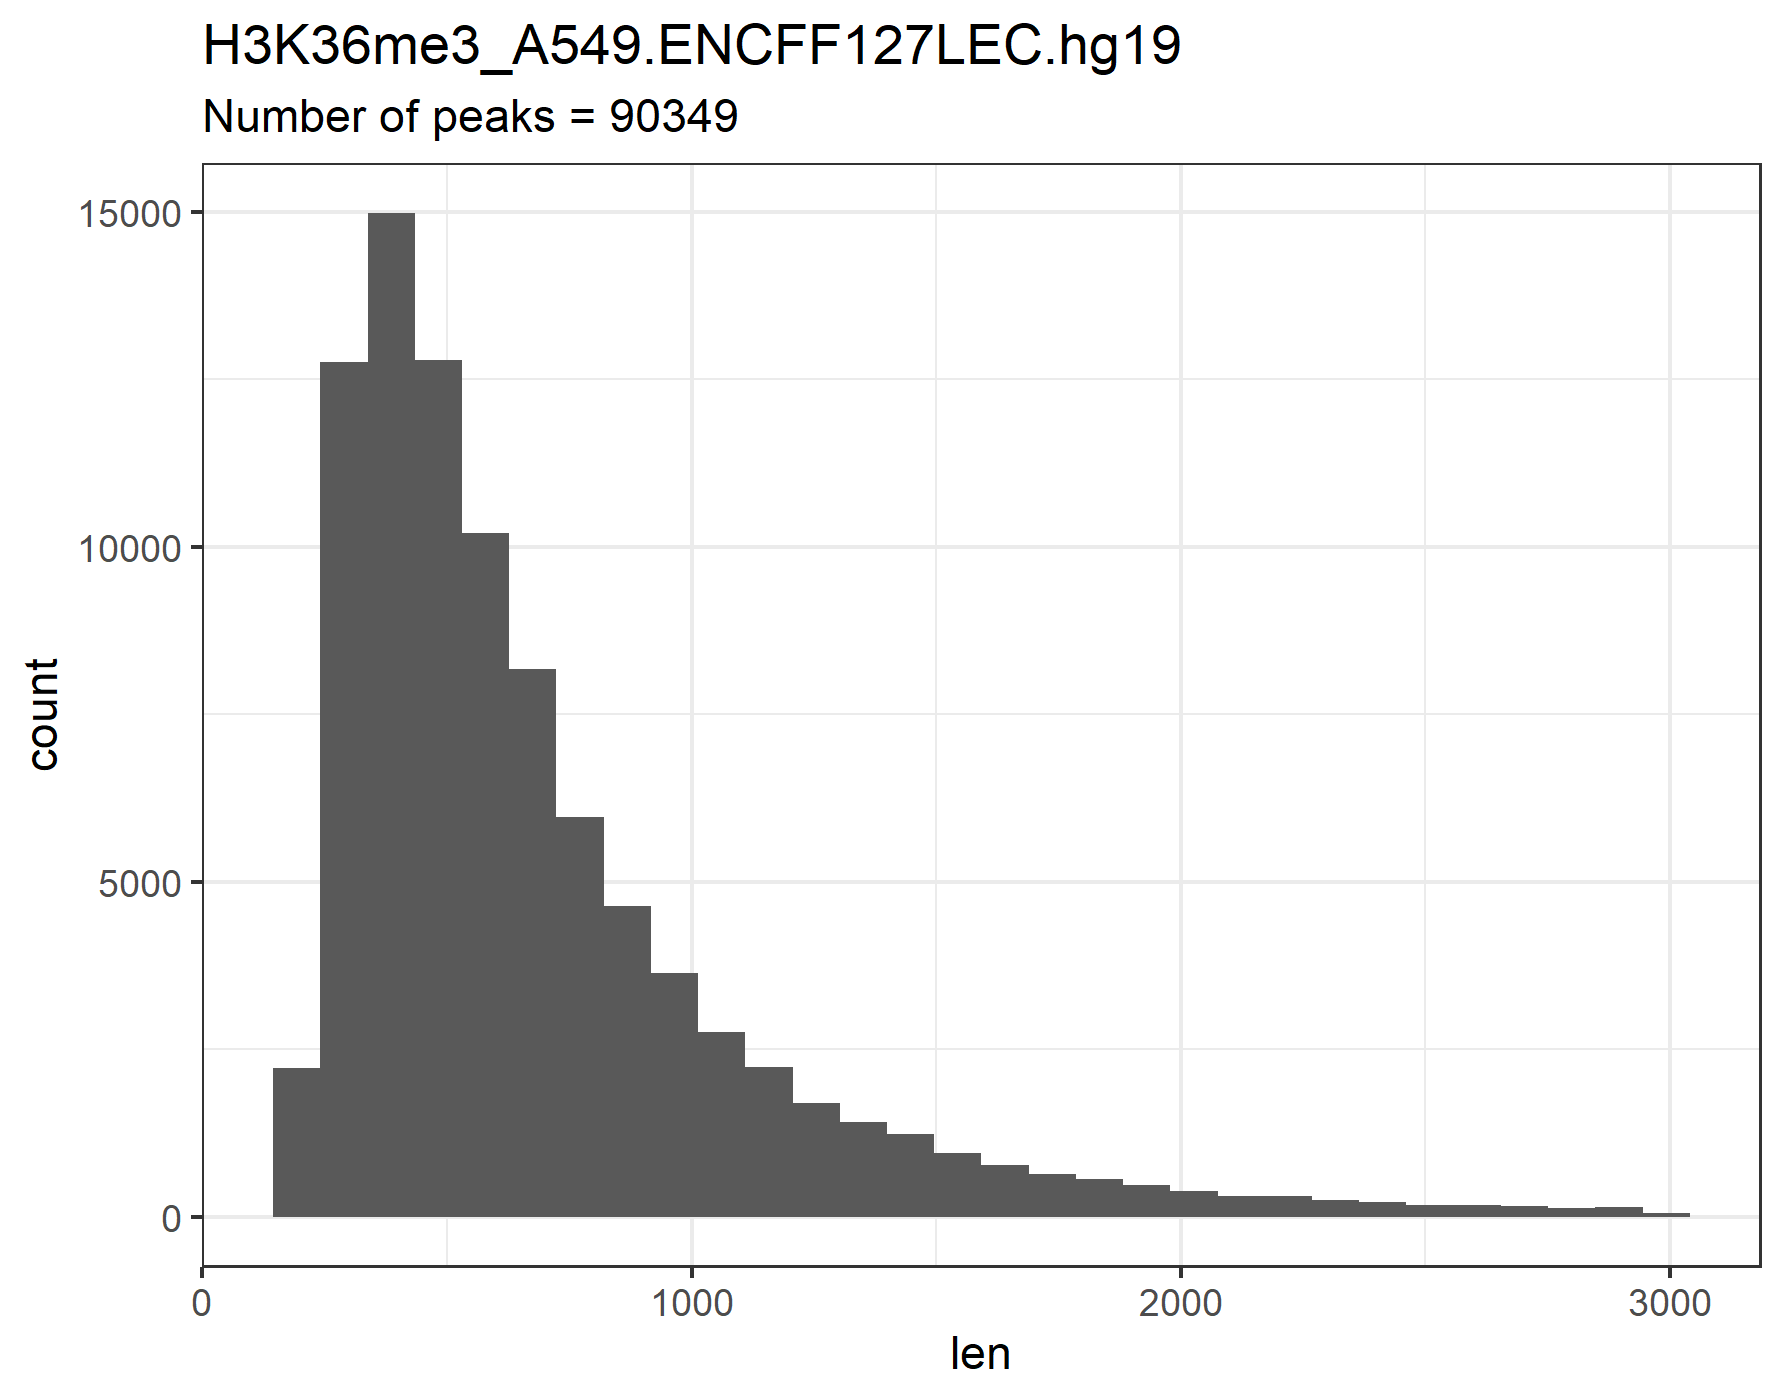 H3K36me3_A549.ENCFF127LEC.hg19
Number of peaks = 90349
15000
10000
5000
0
count
0 1000 2000 3000
len